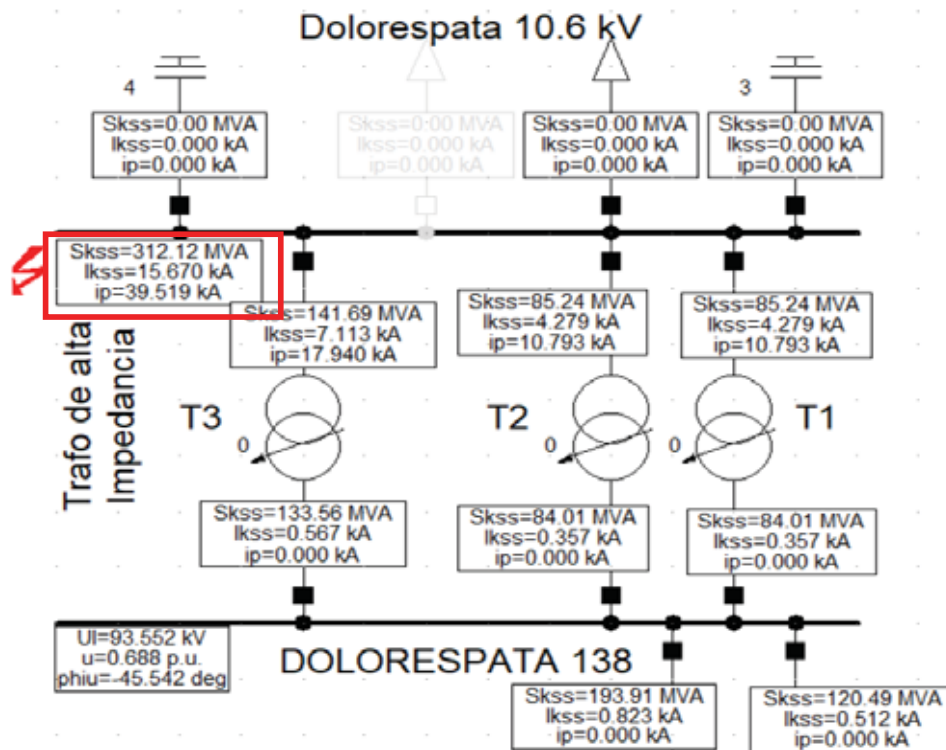 Dolorespata 10.6 kV
4
3
Skss=0.00 MVA
Ikss=0.000 kA
ip=0.000 kA
Skss=0.00 MVA
Ikss=0.000 kA
ip=0.000 kA
Skss=0.00 MVA
Ikss=0.000 kA
ip=0.000 kA
Skss=0.00 MVA
Ikss=0.000 kA
ip=0.000 kA
Skss=312.12 MVA
Ikss=15.670 kA
ip=39.519 kA
Skss=141.69 MVA
Ikss=7.113 kA
ip=17.940 kA
Skss=85.24 MVA
Ikss=4.279 kA
ip=10.793 kA
Skss=85.24 MVA
Ikss=4.279 kA
ip=10.793 kA
Trafo de alta
Impedancia
T3
0
T2
0
0
T1
Skss=133.56 MVA
Ikss=0.567 kA
ip=0.000 kA
Skss=84.01 MVA
Ikss=0.357 kA
ip=0.000 kA
Skss=84.01 MVA
Ikss=0.357 kA
ip=0.000 kA
Ul=93.552 kV
u=0.688 p.u.
phiu=-45.542 deg
DOLORESPATA 138
Skss=193.91 MVA
Ikss=0.823 kA
ip=0.000 kA
Skss=120.49 MVA
Ikss=0.512 kA
ip=0.000 kA